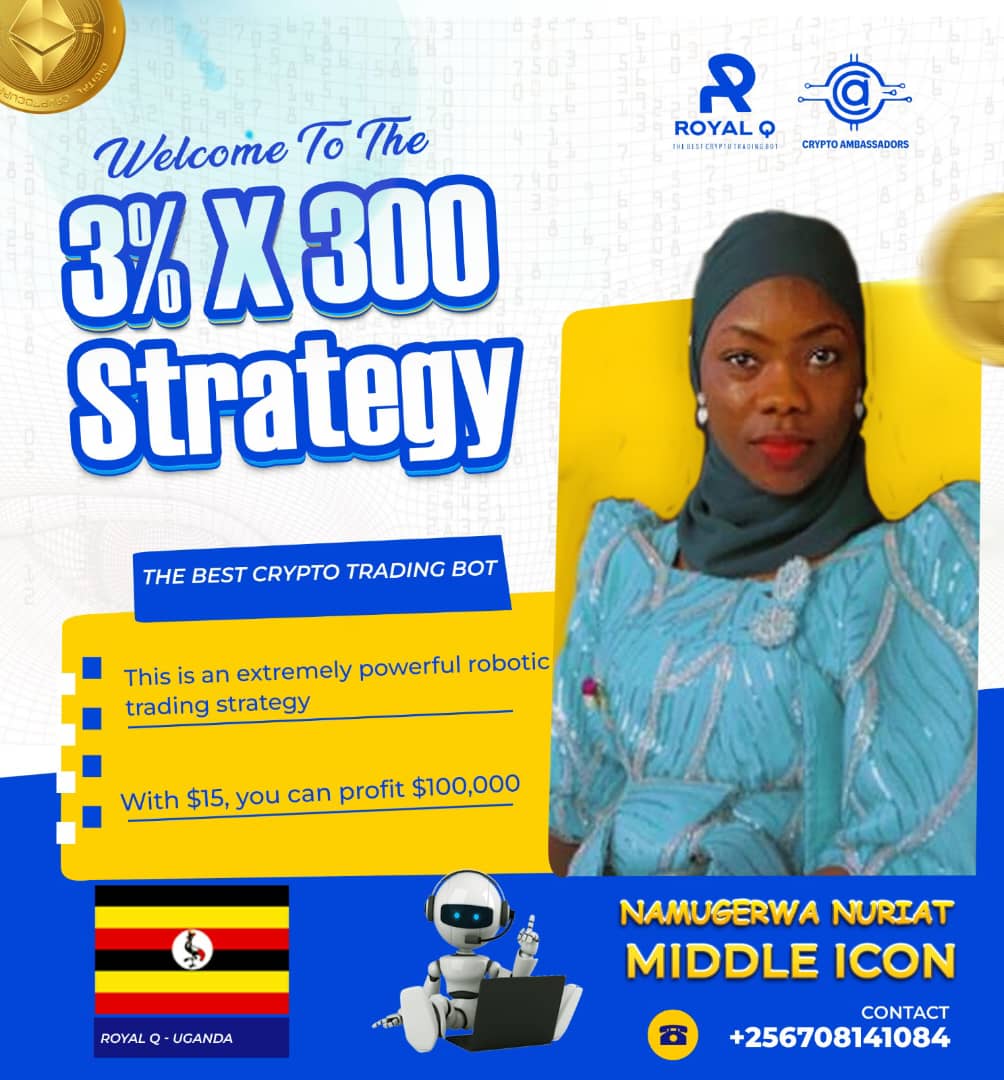 ROYAL Q
THE BEST CRYPTO TRADING BOT
CRYPTO AMBASSADORS
Welcome To The
3% X 300
Strategy
THE BEST CRYPTO TRADING BOT
This is an extremely powerful robotic
trading strategy
With $15, you can profit $100,000
NAMUGERWA NURIAT
MIDDLE ICON
CONTACT
+256708141084
ROYAL Q - UGANDA